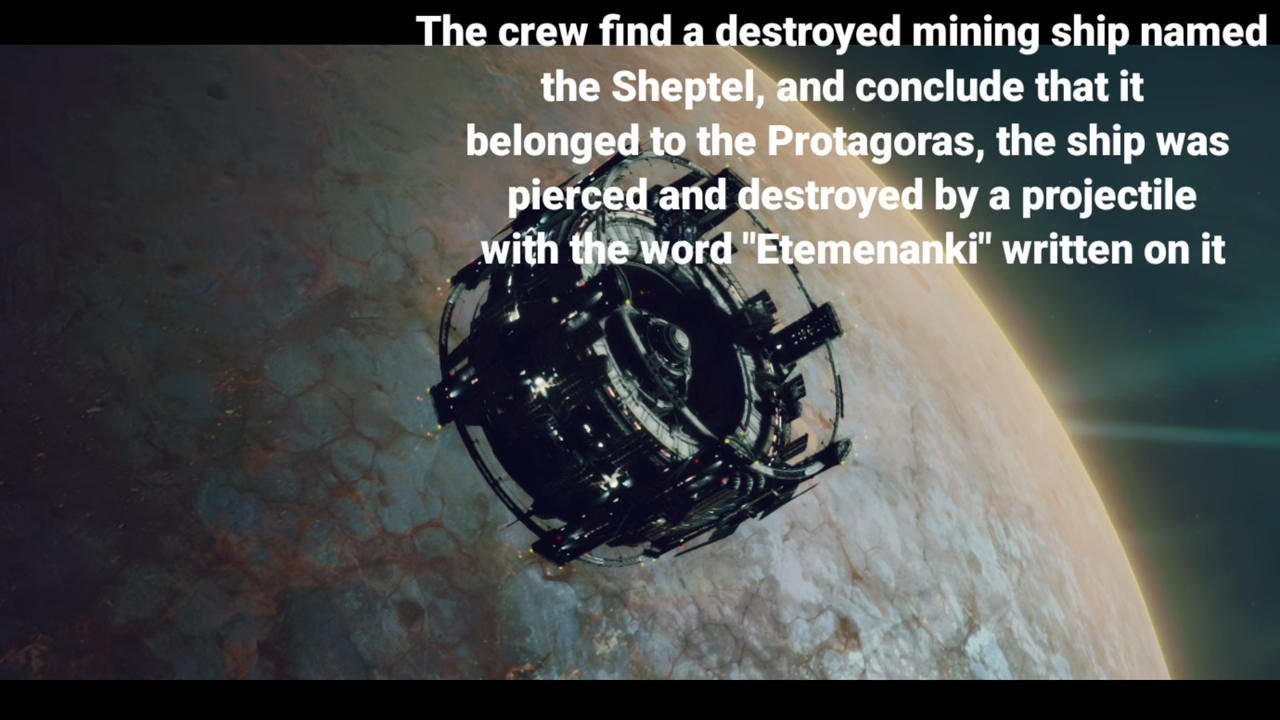 The crew find a destroyed mining ship named
the Sheptel, and conclude that it
belonged to the Protagoras, the ship was
pierced and destroyed by a projectile
with the word "Etemenanki" written on it